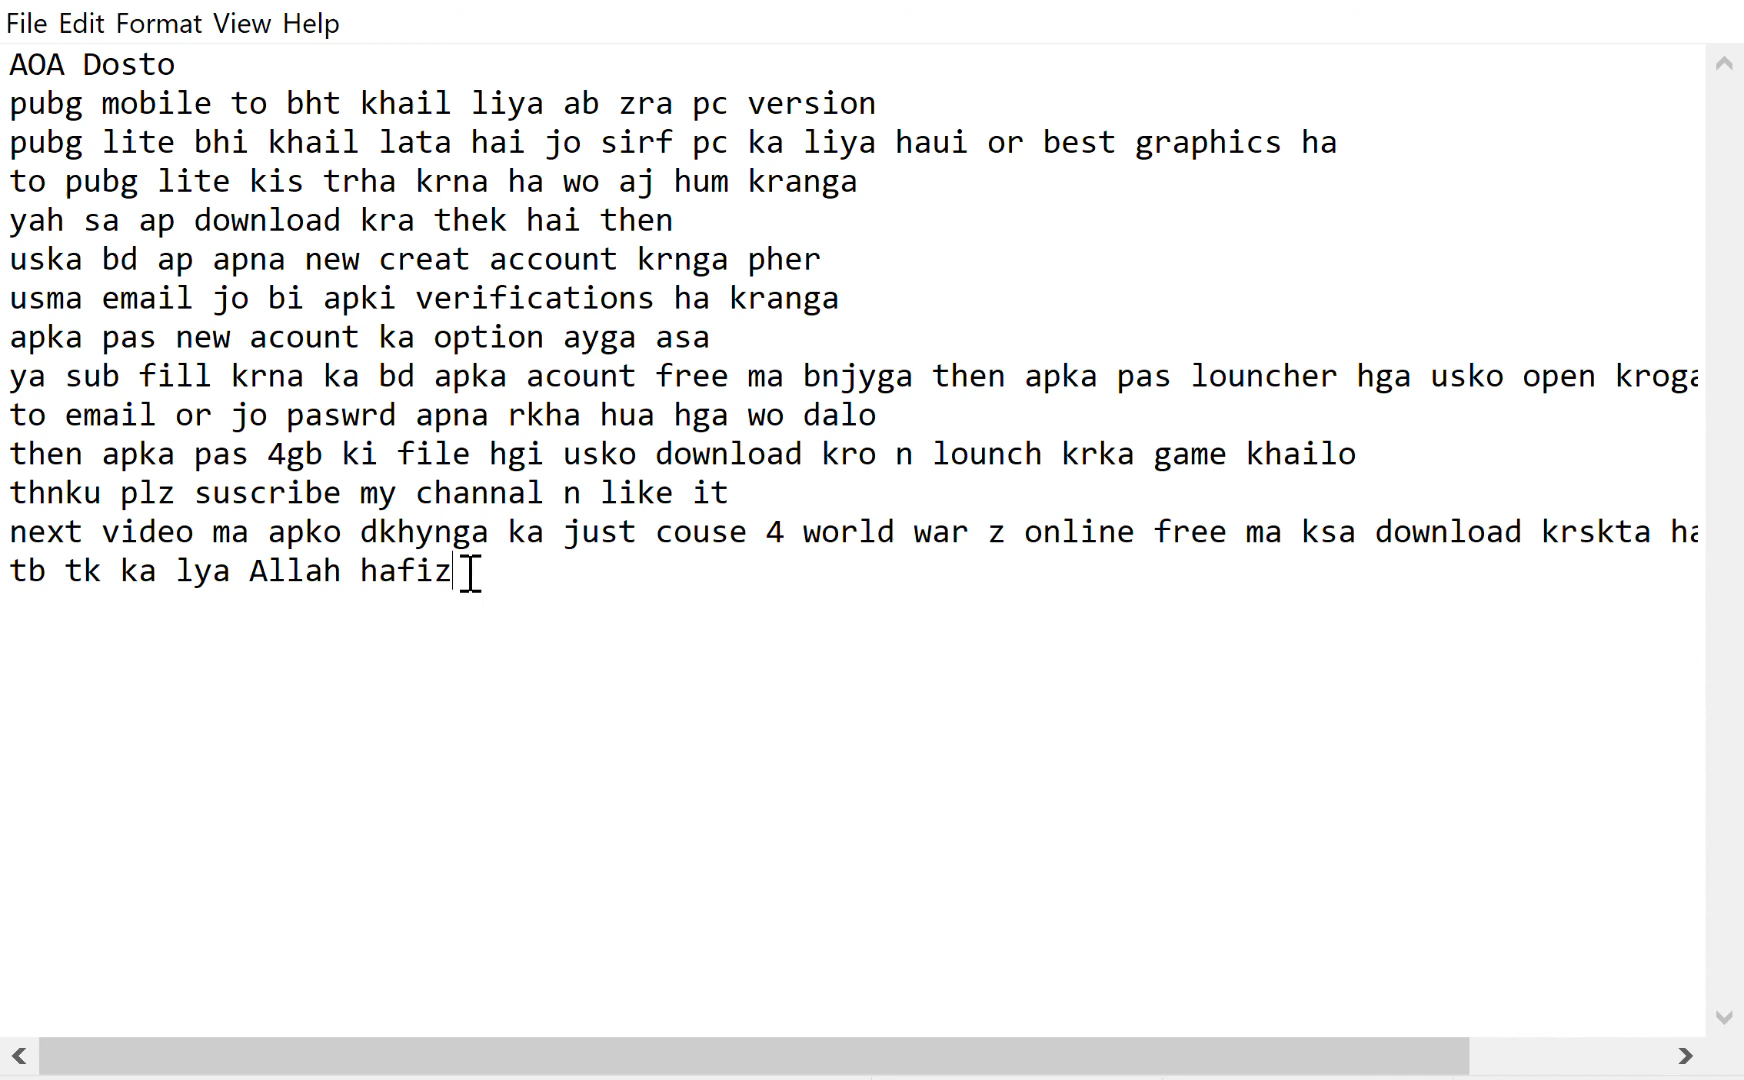 File Edit Format View Help
AOA Dosto
pubg mobile to bht khail liya ab zra pc version
pubg lite bhi khail lata hai jo sirf pc ka liya haui or best graphics ha
to pubg lite kis trha krna ha wo aj hum kranga
yah sa ap download kra thek hai then
uska bd ap apna new creat account krnga pher
usma email jo bi apki verifications ha kranga
apka pas new acount ka option ayga asa
ya sub fill krna ka bd apka acount free ma bnjyga then apka pas louncher hga usko open kroga
to email or jo paswrd apna rkha hua hga wo dalo
then apka pas 4gb ki file hgi usko download kro n lounch krka game khailo
thnku plz suscribe my channal n like it
next video ma apko dkhynga ka just couse 4 world war z online free ma ksa download krskta ha
tb tk ka lya Allah hafiz